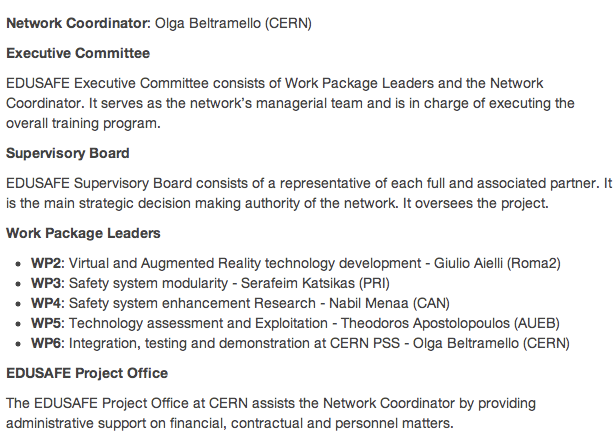 Network Coordinator: Olga Beltramello (CERN)
Executive Committee
EDUSAFE Executive Committee consists of Work Package Leaders and the Network
Coordinator. It serves as the network's managerial team and is in charge of executing the
overall training program.
Supervisory Board
EDUSAFE Supervisory Board consists of a representative of each full and associated partner. It
is the main strategic decision making authority of the network. It oversees the project.
Work Package Leaders
• WP2: Virtual and Augmented Reality technology development - Giulio Aielli (Roma2)
• WP3: Safety system modularity - Serafeim Katsikas (PRI)
• WP4: Safety system enhancement Research - Nabil Menaa (CAN)
• WP5: Technology assessment and Exploitation - Theodoros Apostolopoulos (AUEB)
• WP6: Integration, testing and demonstration at CERN PSS - Olga Beltramello (CERN)
EDUSAFE Project Office
The EDUSAFE Project Office at CERN assists the Network Coordinator by providing
administrative support on financial, contractual and personnel matters.